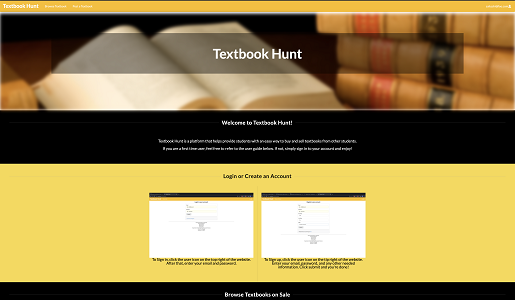 Textbook Hunt
Textbook Hunt
Welcome to Textbook Hunt!
Textbook Hunt is a platform that helps provide students with an easy way to buy and sell textbooks from other students.
If you are a first time user, feel free to refer to the user guide below. If not, simply sign in to your account and enjoy!
Login or Create an Account
To Sign in, click the user icon on the top right of the website.
After that, enter your email and password.
To Sign up, click the user icon on the top right of the website.
Enter your email, password, and any other needed
information. Click submit and you're done!
Browse Textbooks on Sale